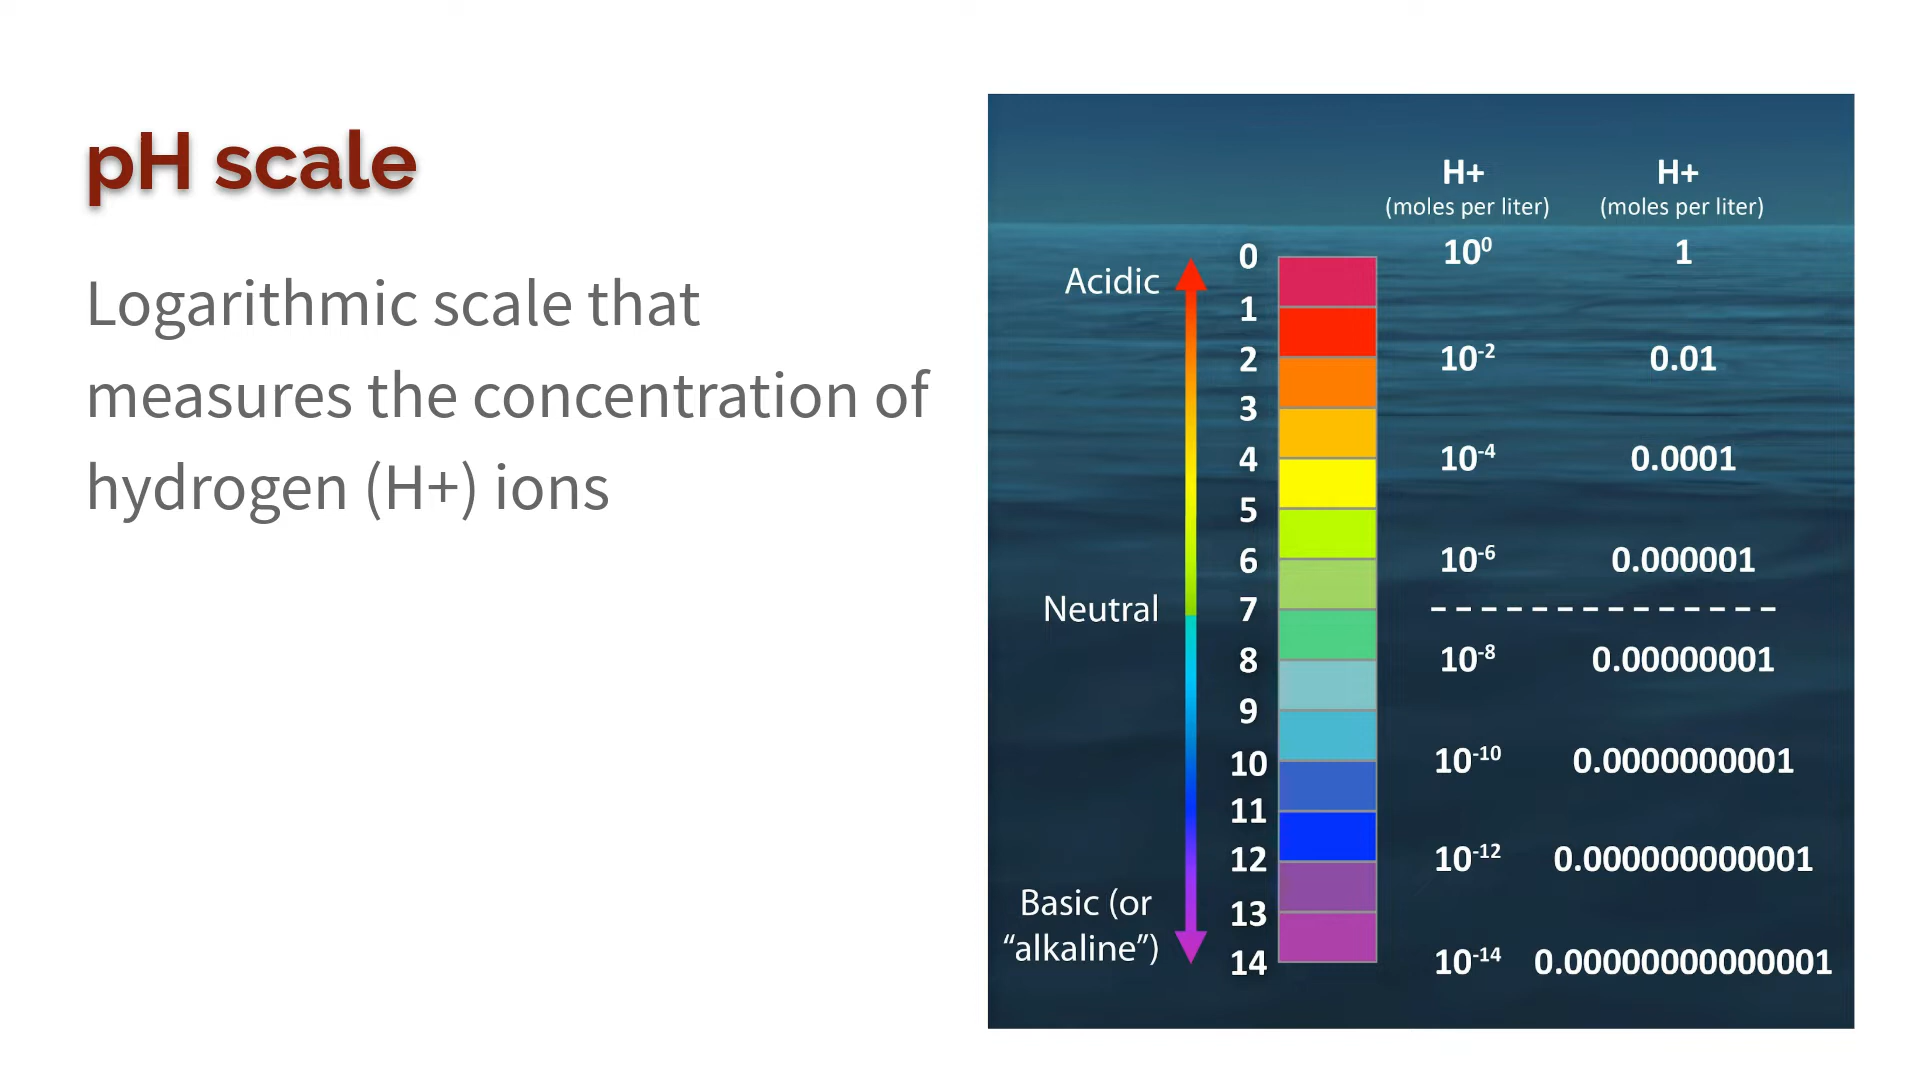 pH scale
Logarithmic scale that
measures the concentration of
hydrogen (H+) ions
H+ H+
(moles per liter) (moles per liter)
0 10⁰ 1
Acidic
1
2 10⁻² 0.01
3
4 10⁻⁴ 0.0001
5
6 10⁻⁶ 0.000001
Neutral 7
8 10⁻⁸ 0.00000001
9
10 10⁻¹⁰ 0.0000000001
11
12 10⁻¹² 0.000000000001
Basic (or
13
“alkaline”)
14 10⁻¹⁴ 0.00000000000001